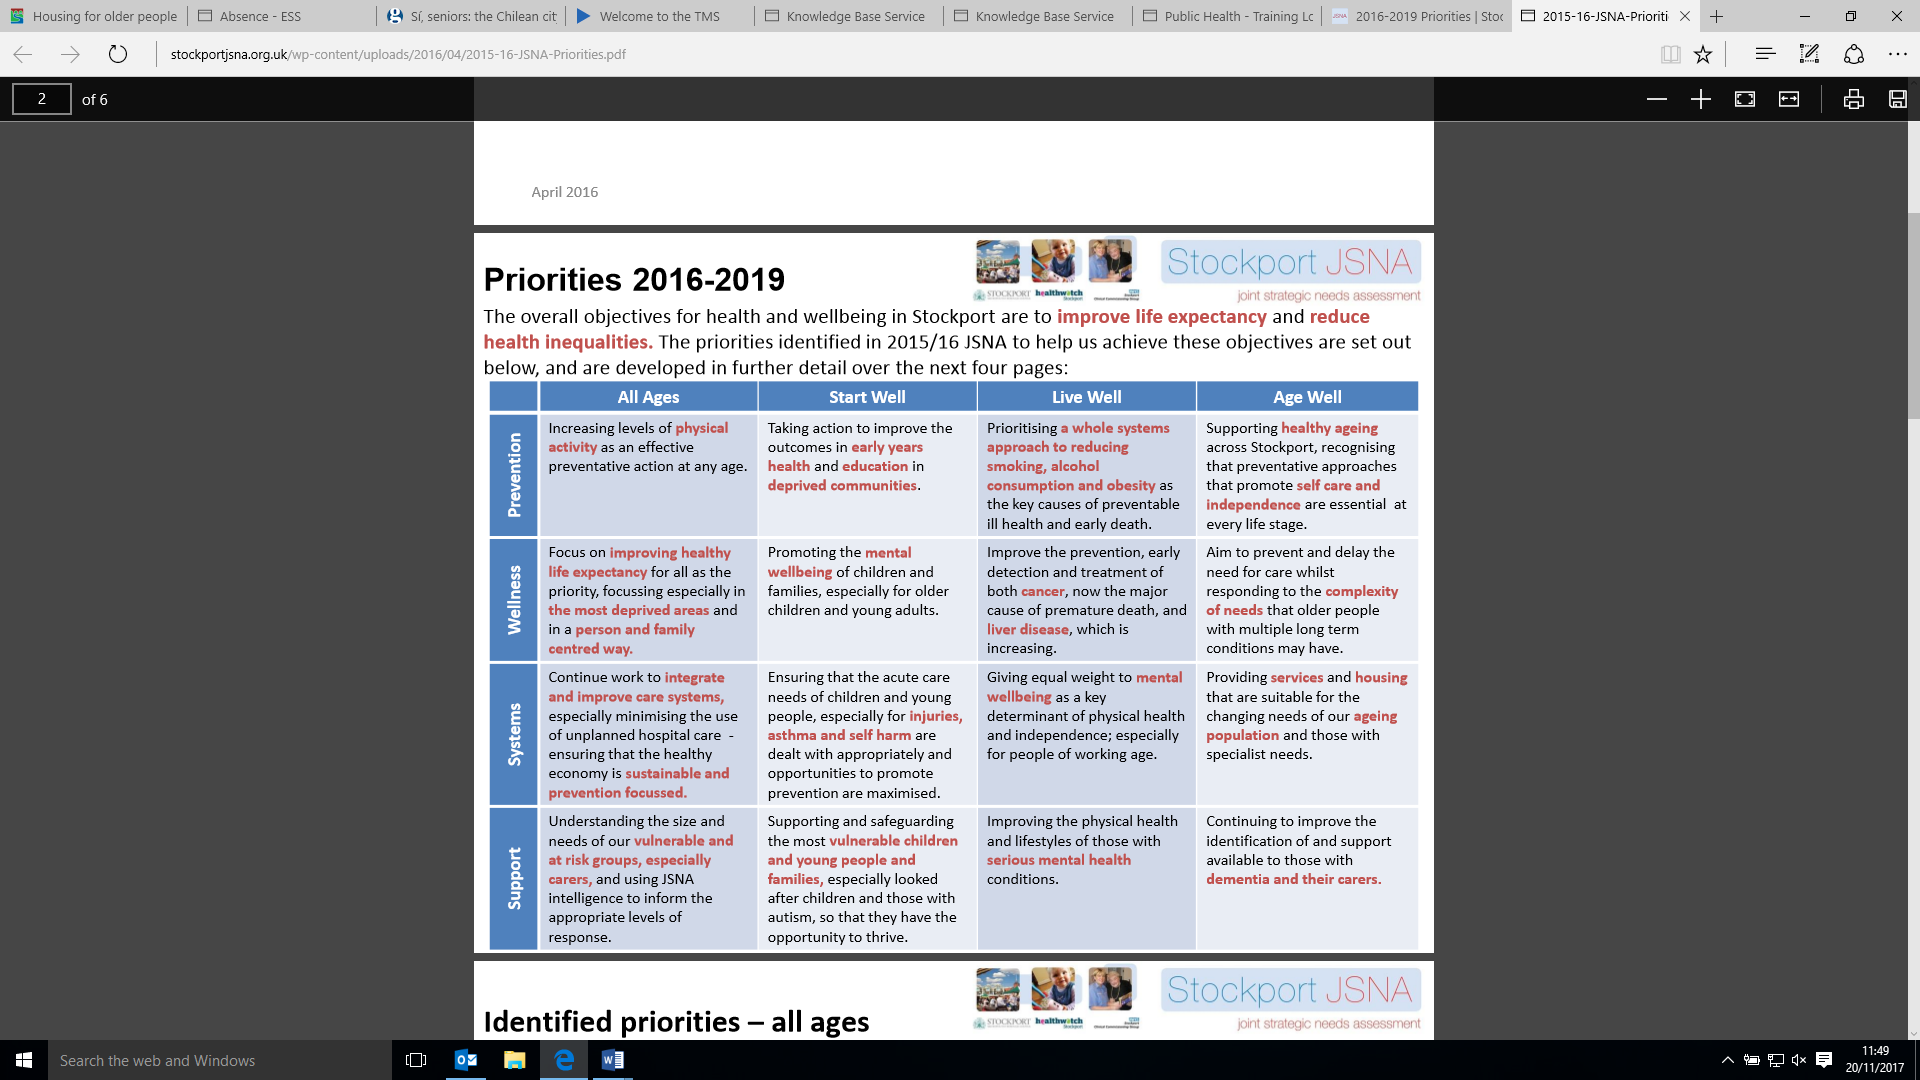 Housing for older people
Absence - ESS
Sí, seniors: the Chilean cit
Welcome to the TMS
Knowledge Base Service
Knowledge Base Service
Public Health - Training Lo
2016-2019 Priorities | Stoc
2015-16-JSNA-Prioriti
stockportjsna.org.uk/wp-content/uploads/2016/04/2015-16-JSNA-Priorities.pdf
2 of 6
April 2016
Priorities 2016-2019
STOCKPORT
healthwatch
Stockport
Stockport JSNA
joint strategic needs assessment
The overall objectives for health and wellbeing in Stockport are to improve life expectancy and reduce
health inequalities. The priorities identified in 2015/16 JSNA to help us achieve these objectives are set out
below, and are developed in further detail over the next four pages:
All Ages
Start Well
Live Well
Age Well
Prevention
Increasing levels of physical
activity as an effective
preventative action at any age.
Taking action to improve the
outcomes in early years
health and education in
deprived communities.
Prioritising a whole systems
approach to reducing
smoking, alcohol
consumption and obesity as
the key causes of preventable
ill health and early death.
Supporting healthy ageing
across Stockport, recognising
that preventative approaches
that promote self care and
independence are essential at
every life stage.
Wellness
Focus on improving healthy
life expectancy for all as the
priority, focussing especially in
the most deprived areas and
in a person and family
centred way.
Promoting the mental
wellbeing of children and
families, especially for older
children and young adults.
Improve the prevention, early
detection and treatment of
both cancer, now the major
cause of premature death, and
liver disease, which is
increasing.
Aim to prevent and delay the
need for care whilst
responding to the complexity
of needs that older people
with multiple long term
conditions may have.
Systems
Continue work to integrate
and improve care systems,
especially minimising the use
of unplanned hospital care -
ensuring that the healthy
economy is sustainable and
prevention focussed.
Ensuring that the acute care
needs of children and young
people, especially for injuries,
asthma and self harm are
dealt with appropriately and
opportunities to promote
prevention are maximised.
Giving equal weight to mental
wellbeing as a key
determinant of physical health
and independence; especially
for people of working age.
Providing services and housing
that are suitable for the
changing needs of our ageing
population and those with
specialist needs.
Support
Understanding the size and
needs of our vulnerable and
at risk groups, especially
carers, and using JSNA
intelligence to inform the
appropriate levels of
response.
Supporting and safeguarding
the most vulnerable children
and young people and
families, especially looked
after children and those with
autism, so that they have the
opportunity to thrive.
Improving the physical health
and lifestyles of those with
serious mental health
conditions.
Continuing to improve the
identification of and support
available to those with
dementia and their carers.
STOCKPORT
healthwatch
Stockport
Stockport JSNA
joint strategic needs assessment
Identified priorities – all ages
Search the web and Windows
11:49
20/11/2017